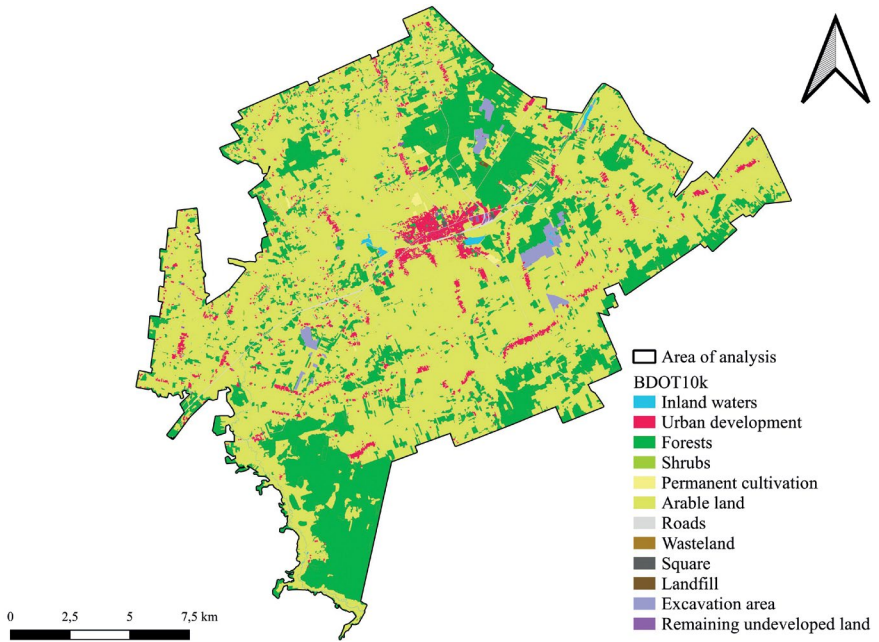 Area of analysis
BDOT10k
Inland waters
Urban development
Forests
Shrubs
Permanent cultivation
Arable land
Roads
Wasteland
Square
Landfill
Excavation area
Remaining undeveloped land
0 2,5 5 7,5 km